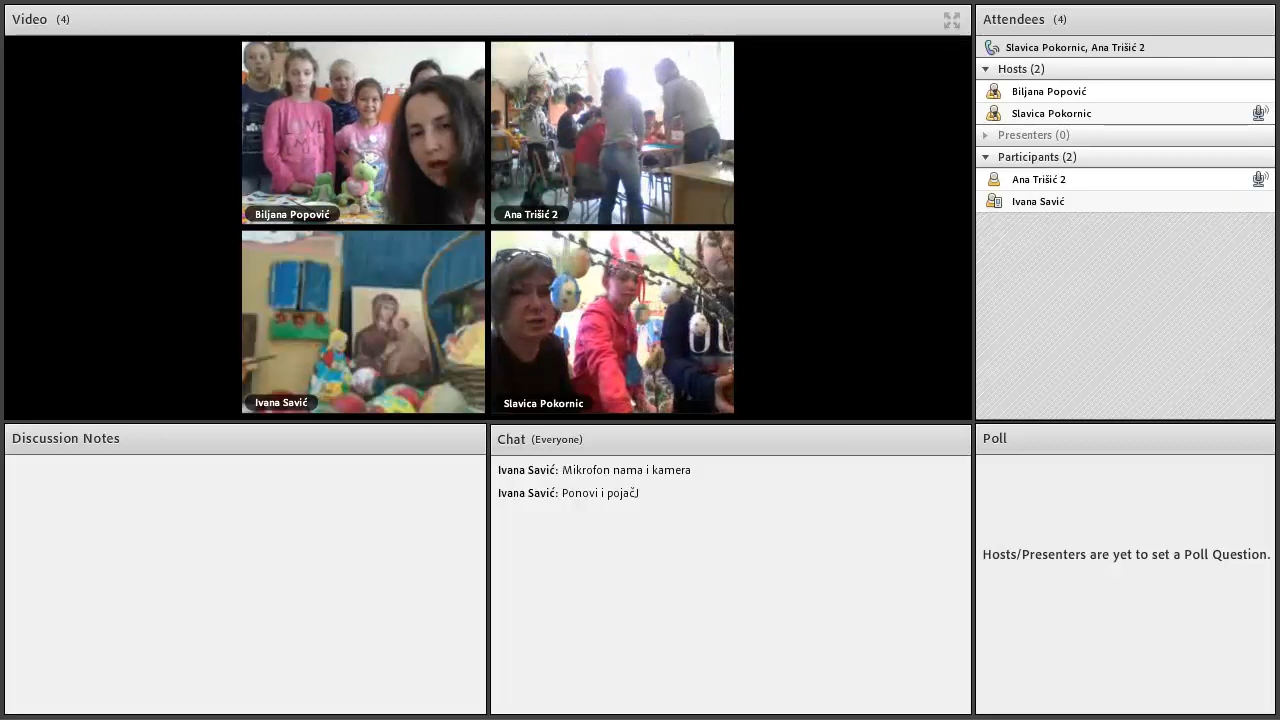 Video (4)
Biljana Popović
Ana Trišić 2
Ivana Savić
Slavica Pokornic
Attendees (4)
Slavica Pokornic, Ana Trišić 2
Hosts (2)
Biljana Popović
Slavica Pokornic
Presenters (0)
Participants (2)
Ana Trišić 2
Ivana Savić
Discussion Notes
Chat (Everyone)
Ivana Savić: Mikrofon nama i kamera
Ivana Savić: Ponovi i pojačJ
Poll
Hosts/Presenters are yet to set a Poll Question.